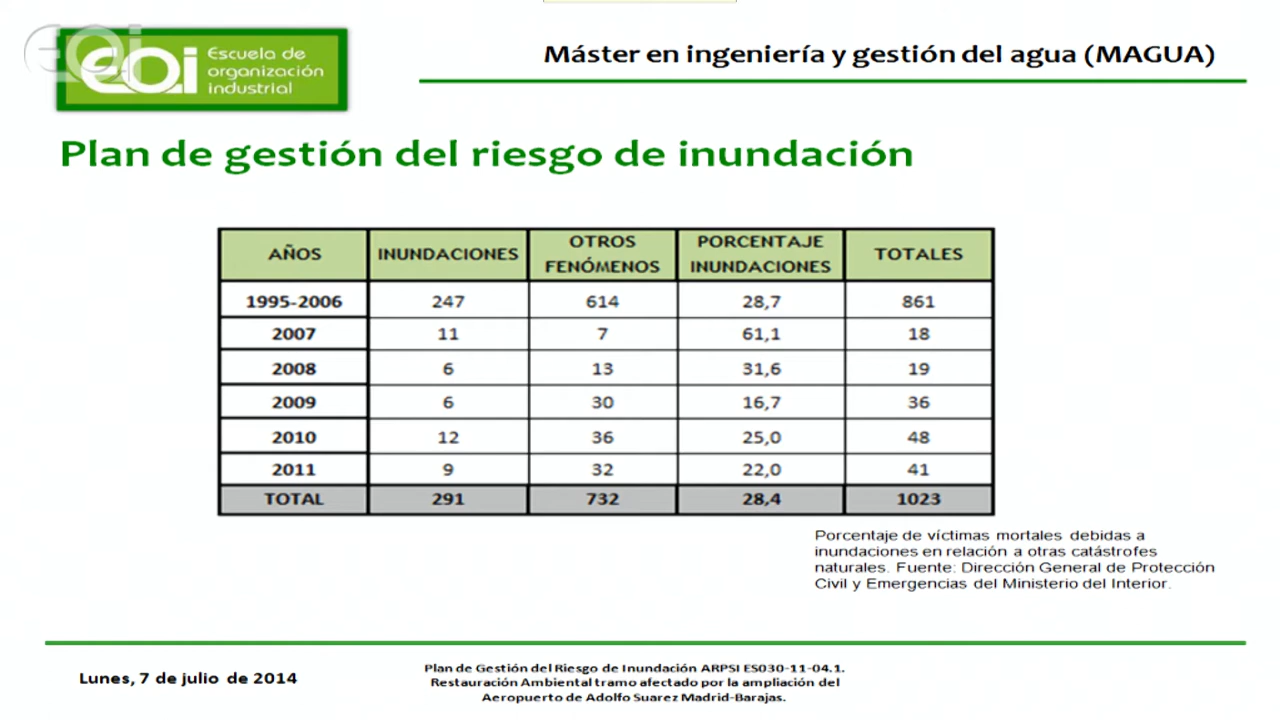 eoi
Escuela de
organización
industrial
Máster en ingeniería y gestión del agua (MAGUA)
Plan de gestión del riesgo de inundación
AÑOS INUNDACIONES OTROS FENÓMENOS PORCENTAJE INUNDACIONES TOTALES
1995-2006 247 614 28,7 861
2007 11 7 61,1 18
2008 6 13 31,6 19
2009 6 30 16,7 36
2010 12 36 25,0 48
2011 9 32 22,0 41
TOTAL 291 732 28,4 1023
Porcentaje de víctimas mortales debidas a
inundaciones en relación a otras catástrofes
naturales. Fuente: Dirección General de Protección
Civil y Emergencias del Ministerio del Interior.
Lunes, 7 de julio de 2014
Plan de Gestión del Riesgo de Inundación ARPSI ES030-11-04.1.
Restauración Ambiental tramo afectado por la ampliación del
Aeropuerto de Adolfo Suarez Madrid-Barajas.